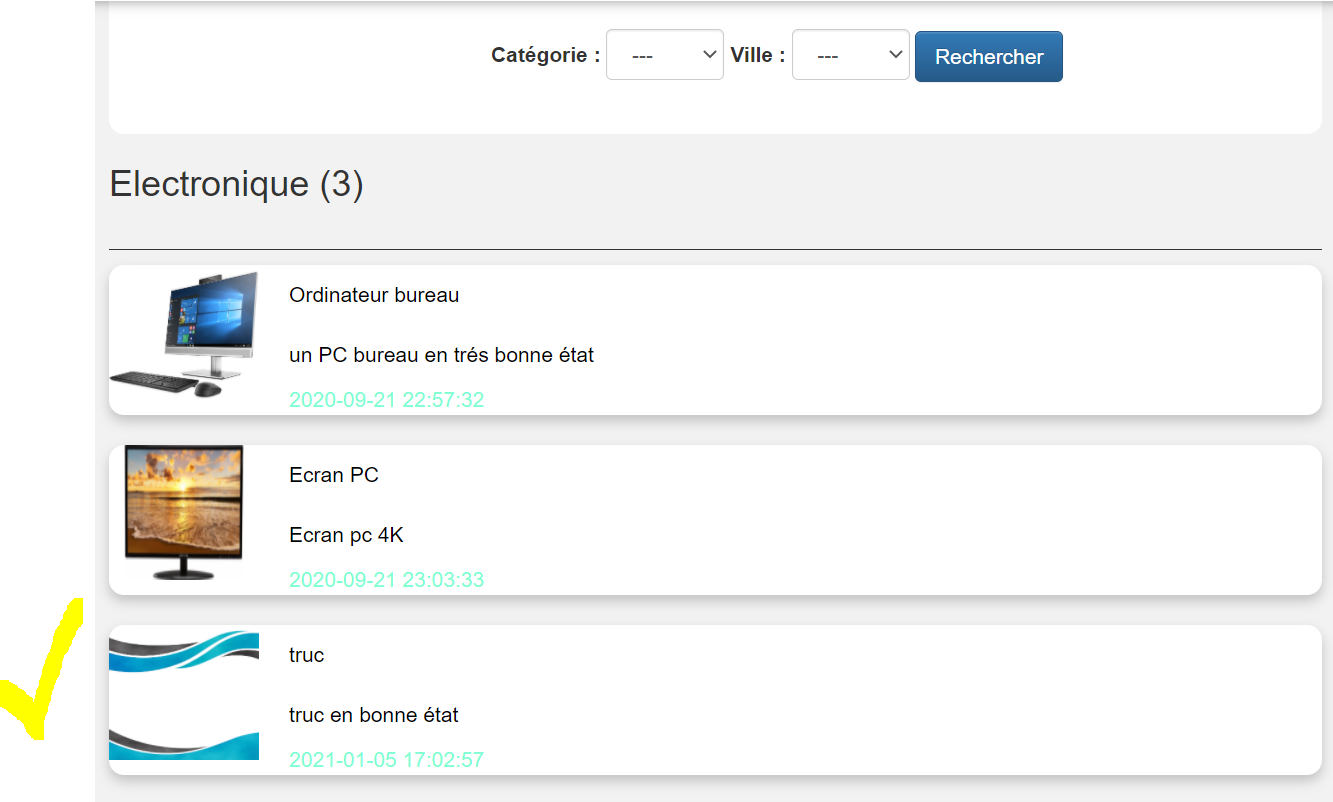 Catégorie : --- Ville : --- Rechercher
Electronique (3)
Ordinateur bureau
un PC bureau en trés bonne état
2020-09-21 22:57:32
Ecran PC
Ecran pc 4K
2020-09-21 23:03:33
truc
truc en bonne état
2021-01-05 17:02:57